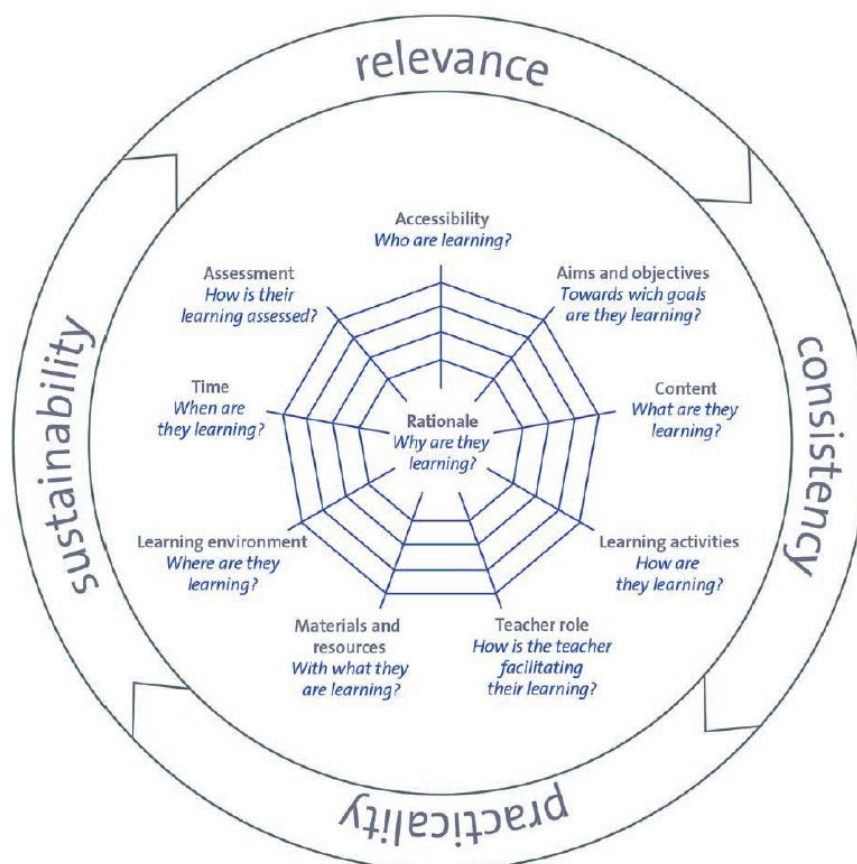 relevance
Accessibility
Who are learning?
Aims and objectives
Towards wich goals
are they learning?
Content
What are they
learning?
Learning activities
How are
they learning?
Teacher role
How is the teacher
facilitating
their learning?
Materials and
resources
With what they
are learning?
Learning environment
Where are they
learning?
Time
When are
they learning?
Assessment
How is their
learning assessed?
Rationale
Why are they
learning?
consistency
practicality
sustainability